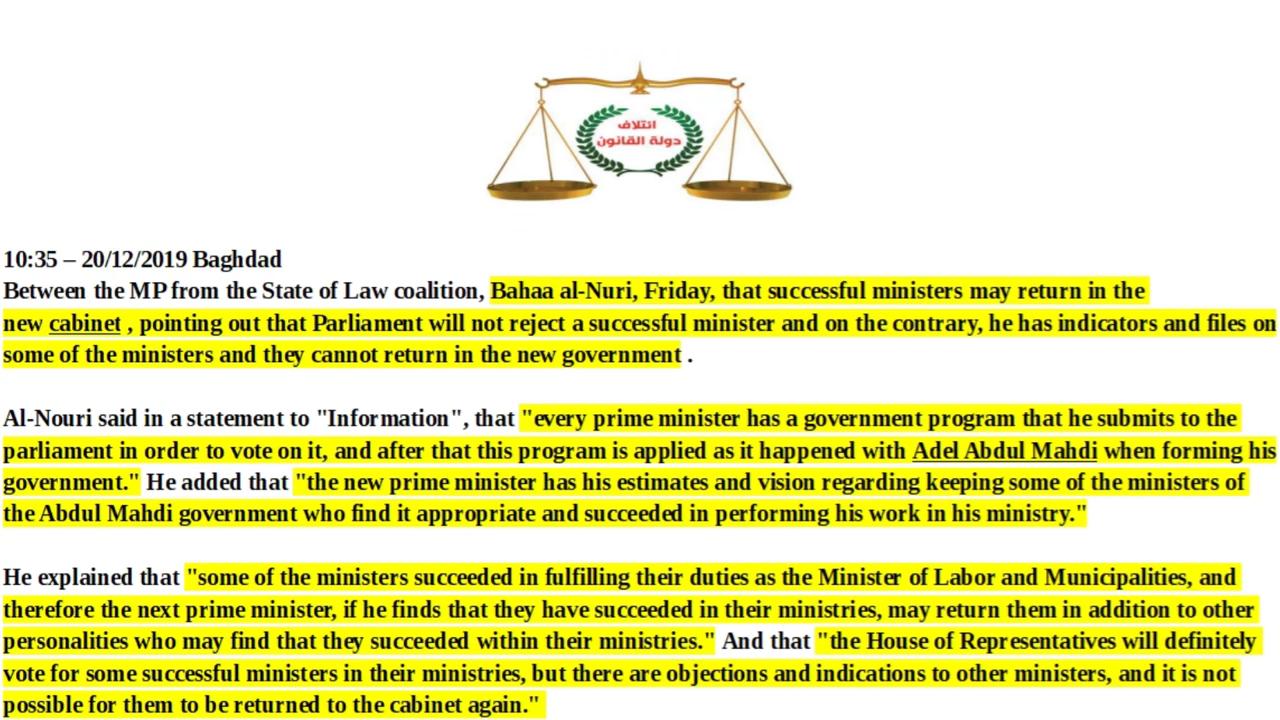 ائتلاف
دولة القانون
10:35 – 20/12/2019 Baghdad
Between the MP from the State of Law coalition, Bahaa al-Nuri, Friday, that successful ministers may return in the
new cabinet , pointing out that Parliament will not reject a successful minister and on the contrary, he has indicators and files on
some of the ministers and they cannot return in the new government .
Al-Nouri said in a statement to "Information", that "every prime minister has a government program that he submits to the
parliament in order to vote on it, and after that this program is applied as it happened with Adel Abdul Mahdi when forming his
government." He added that "the new prime minister has his estimates and vision regarding keeping some of the ministers of
the Abdul Mahdi government who find it appropriate and succeeded in performing his work in his ministry."
He explained that "some of the ministers succeeded in fulfilling their duties as the Minister of Labor and Municipalities, and
therefore the next prime minister, if he finds that they have succeeded in their ministries, may return them in addition to other
personalities who may find that they succeeded within their ministries." And that "the House of Representatives will definitely
vote for some successful ministers in their ministries, but there are objections and indications to other ministers, and it is not
possible for them to be returned to the cabinet again."